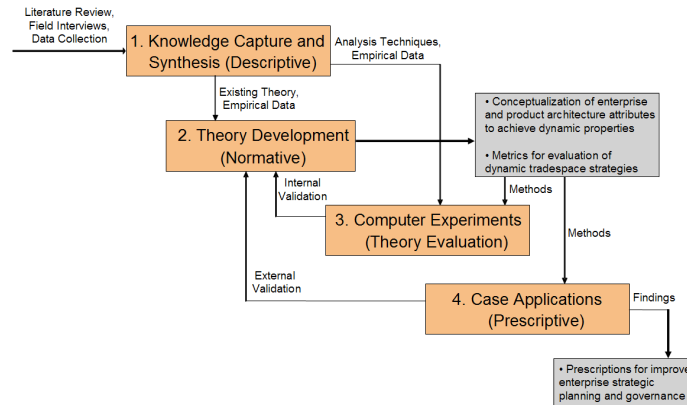 Literature Review,
Field Interviews,
Data Collection
1. Knowledge Capture and
Synthesis (Descriptive)
Analysis Techniques,
Empirical Data
Existing Theory,
Empirical Data
2. Theory Development
(Normative)
• Conceptualization of enterprise
and product architecture attributes
to achieve dynamic properties
• Metrics for evaluation of
dynamic tradespace strategies
Internal
Validation
Methods
3. Computer Experiments
(Theory Evaluation)
Methods
External
Validation
4. Case Applications
(Prescriptive)
Findings
• Prescriptions for improve
enterprise strategic
planning and governance